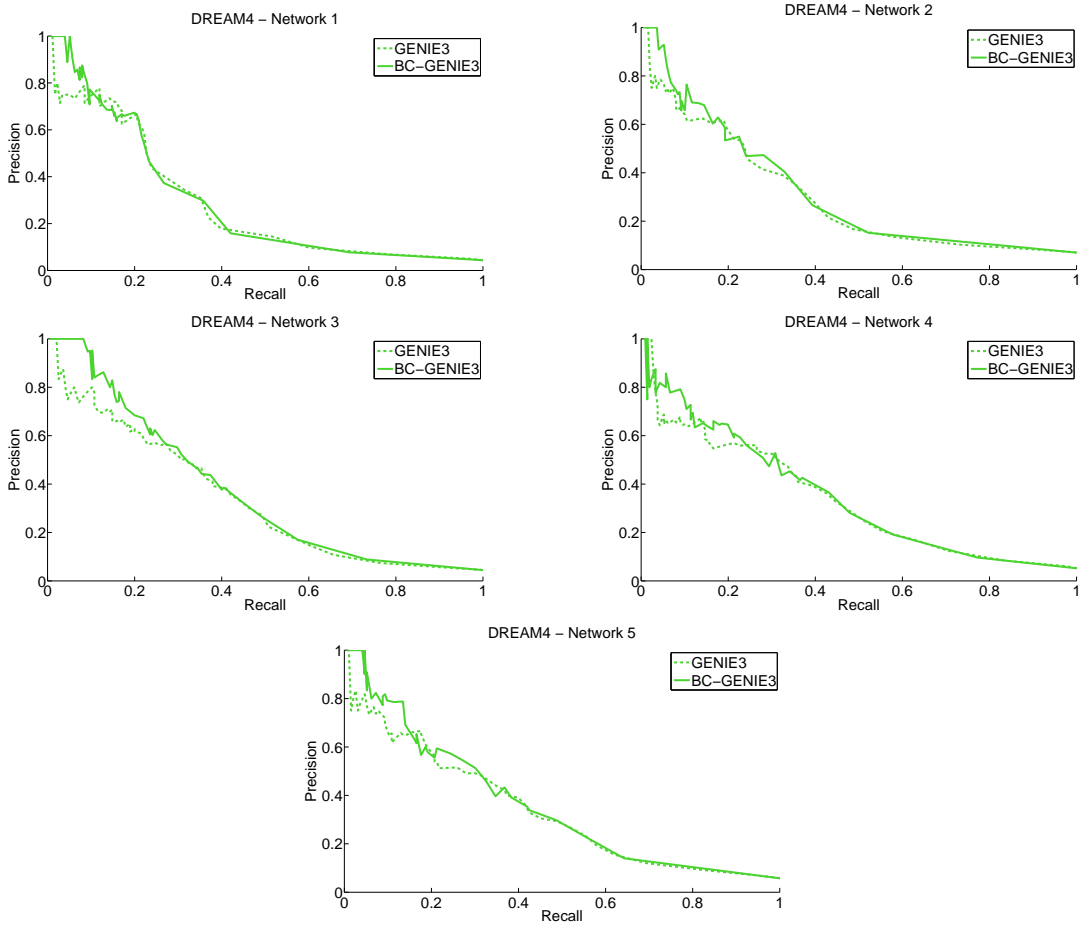 DREAM4 – Network 1
GENIE3
BC–GENIE3
Precision
1
0.8
0.6
0.4
0.2
0
0 0.2 0.4 0.6 0.8 1
Recall
DREAM4 – Network 2
GENIE3
BC–GENIE3
Precision
1
0.8
0.6
0.4
0.2
0
0 0.2 0.4 0.6 0.8 1
Recall
DREAM4 – Network 3
GENIE3
BC–GENIE3
Precision
1
0.8
0.6
0.4
0.2
0
0 0.2 0.4 0.6 0.8 1
Recall
DREAM4 – Network 4
GENIE3
BC–GENIE3
Precision
1
0.8
0.6
0.4
0.2
0
0 0.2 0.4 0.6 0.8 1
Recall
DREAM4 – Network 5
GENIE3
BC–GENIE3
Precision
1
0.8
0.6
0.4
0.2
0
0 0.2 0.4 0.6 0.8 1
Recall